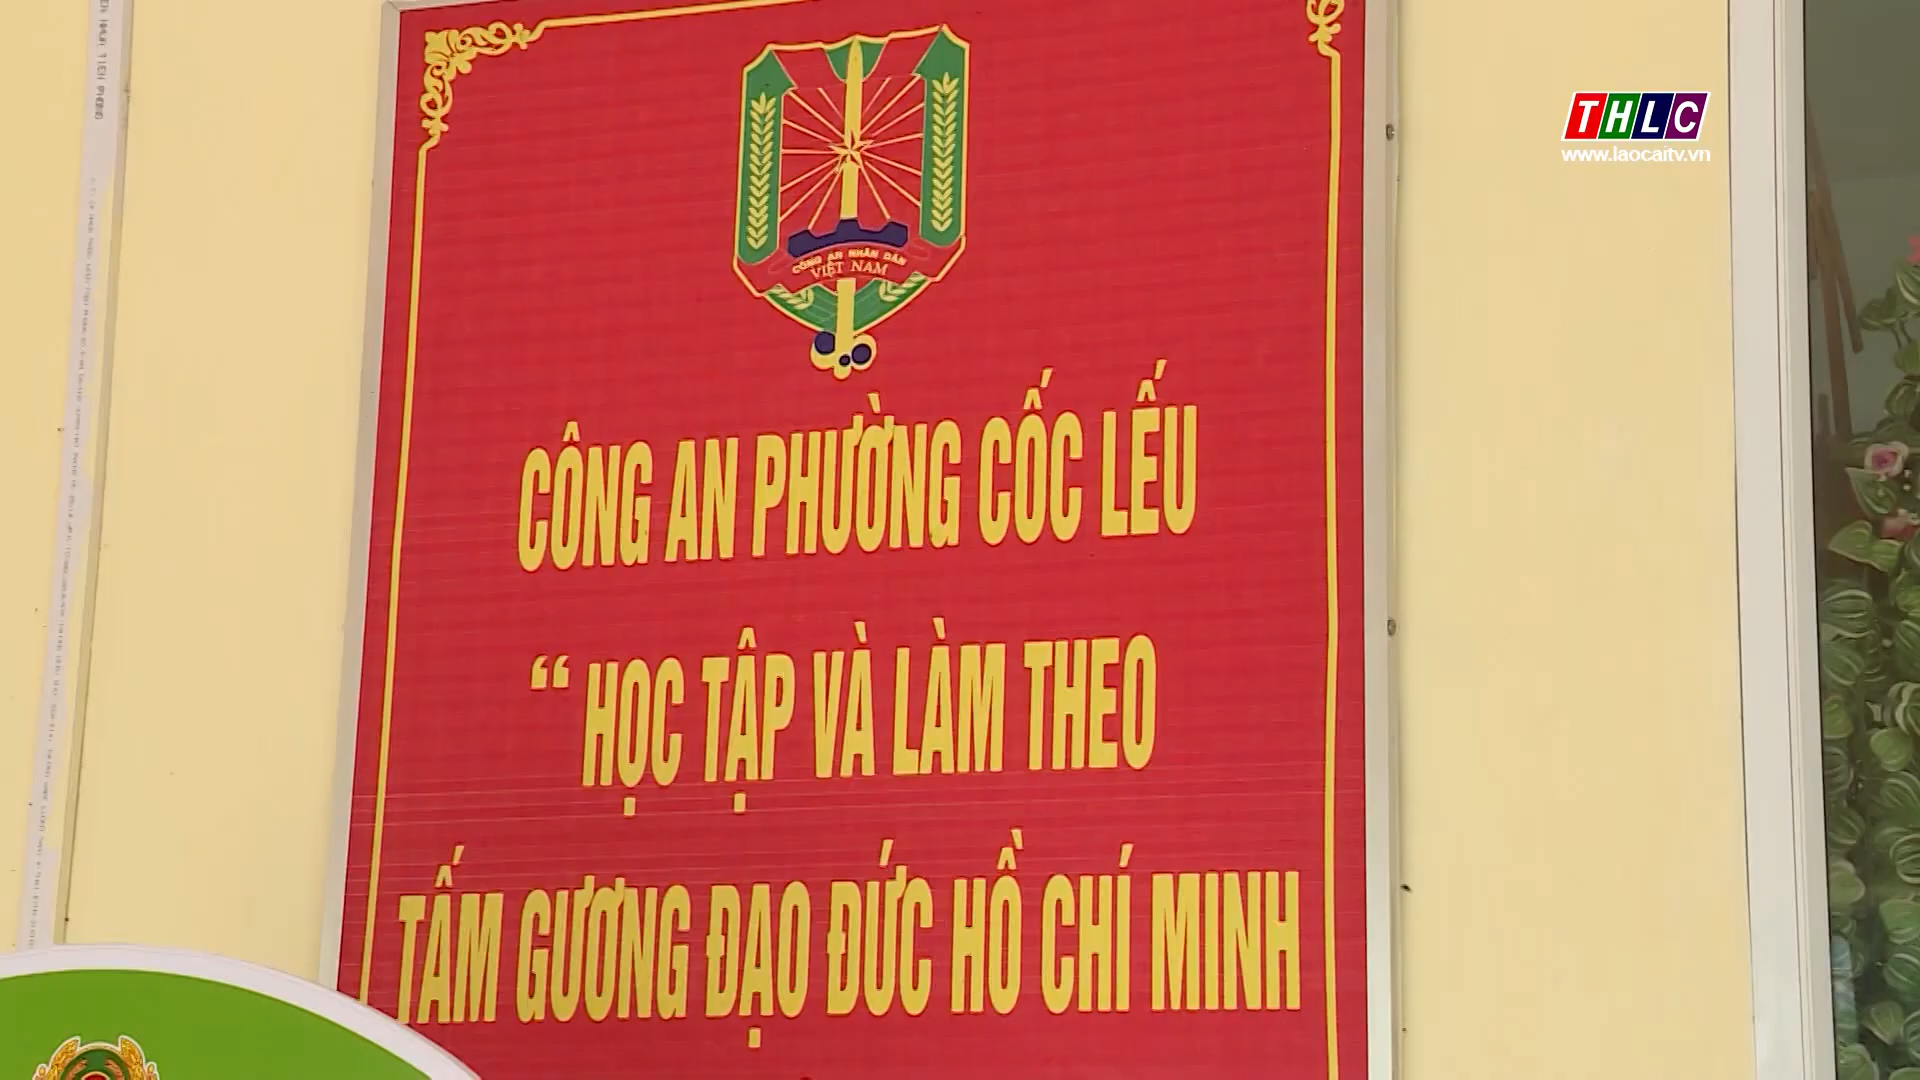 THLC
www.laocaitv.vn
CÔNG AN NHÂN DÂN
VIỆT NAM
CÔNG AN PHƯỜNG CỐC LẾU
“ HỌC TẬP VÀ LÀM THEO
TẤM GƯƠNG ĐẠO ĐỨC HỒ CHÍ MINH